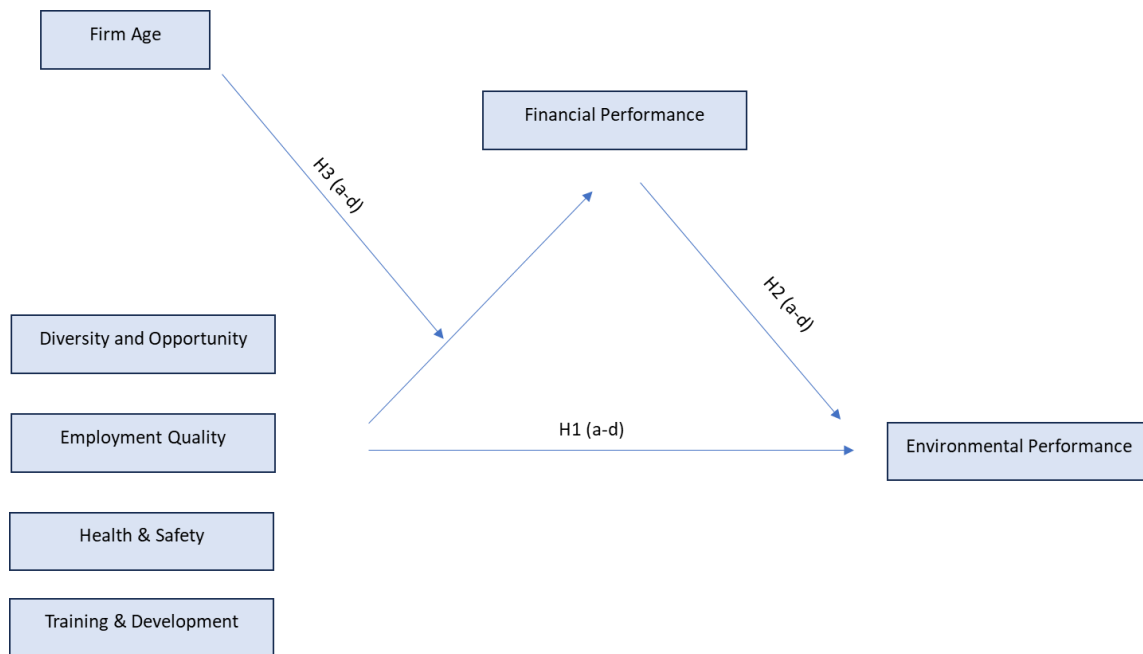 Firm Age
Financial Performance
H3 (a-d)
H2 (a-d)
Diversity and Opportunity
Employment Quality
H1 (a-d)
Environmental Performance
Health & Safety
Training & Development